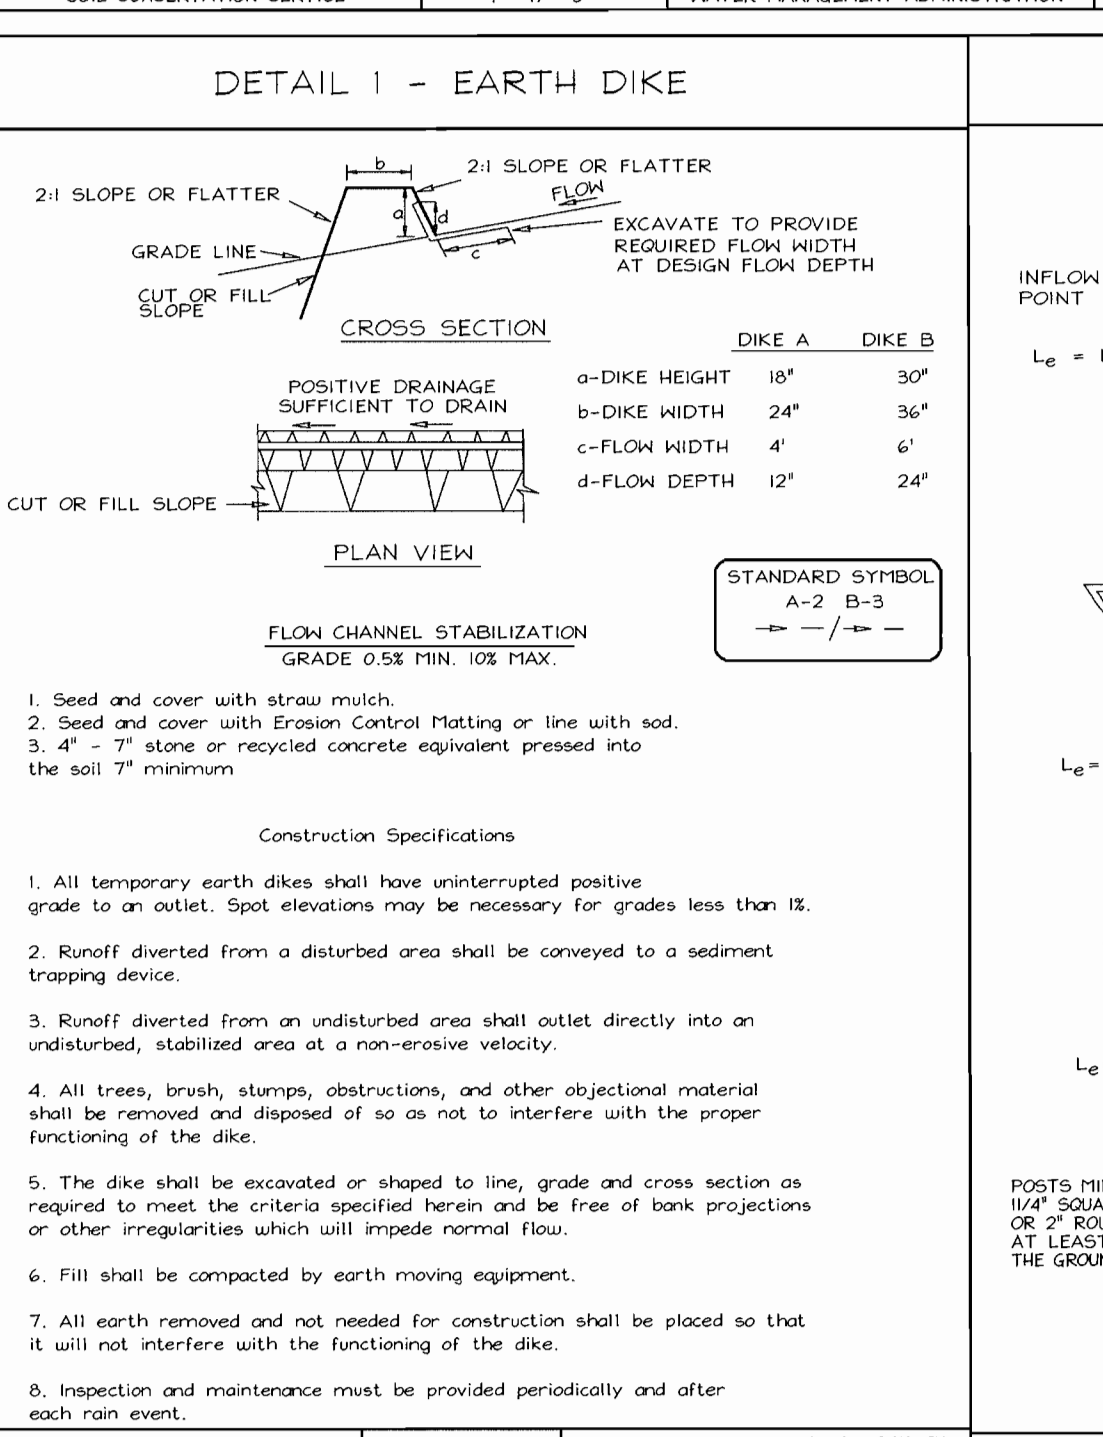 DETAIL 1 - EARTH DIKE
b
2:1 SLOPE OR FLATTER
FLOW
2:1 SLOPE OR FLATTER
a
d
EXCAVATE TO PROVIDE
REQUIRED FLOW WIDTH
AT DESIGN FLOW DEPTH
GRADE LINE
c
CUT OR FILL
SLOPE
CROSS SECTION
DIKE A DIKE B
a-DIKE HEIGHT 18" 30"
b-DIKE WIDTH 24" 36"
c-FLOW WIDTH 4' 6'
d-FLOW DEPTH 12" 24"
POSITIVE DRAINAGE
SUFFICIENT TO DRAIN
CUT OR FILL SLOPE
PLAN VIEW
STANDARD SYMBOL
A-2 B-3
/
FLOW CHANNEL STABILIZATION
GRADE 0.5% MIN. 10% MAX.
1. Seed and cover with straw mulch.
2. Seed and cover with Erosion Control Matting or line with sod.
3. 4" - 7" stone or recycled concrete equivalent pressed into
the soil 7" minimum
Construction Specifications
1. All temporary earth dikes shall have uninterrupted positive
grade to an outlet. Spot elevations may be necessary for grades less than 1%.
2. Runoff diverted from a disturbed area shall be conveyed to a sediment
trapping device.
3. Runoff diverted from an undisturbed area shall outlet directly into an
undisturbed, stabilized area at a non-erosive velocity.
4. All trees, brush, stumps, obstructions, and other objectional material
shall be removed and disposed of so as not to interfere with the proper
functioning of the dike.
5. The dike shall be excavated or shaped to line, grade and cross section as
required to meet the criteria specified herein and be free of bank projections
or other irregularities which will impede normal flow.
6. Fill shall be compacted by earth moving equipment.
7. All earth removed and not needed for construction shall be placed so that
it will not interfere with the functioning of the dike.
8. Inspection and maintenance must be provided periodically and after
each rain event.
INFLOW
POINT
Le =
Le =
Le
POSTS
11/4"
OR 2"
AT LEAST
THE